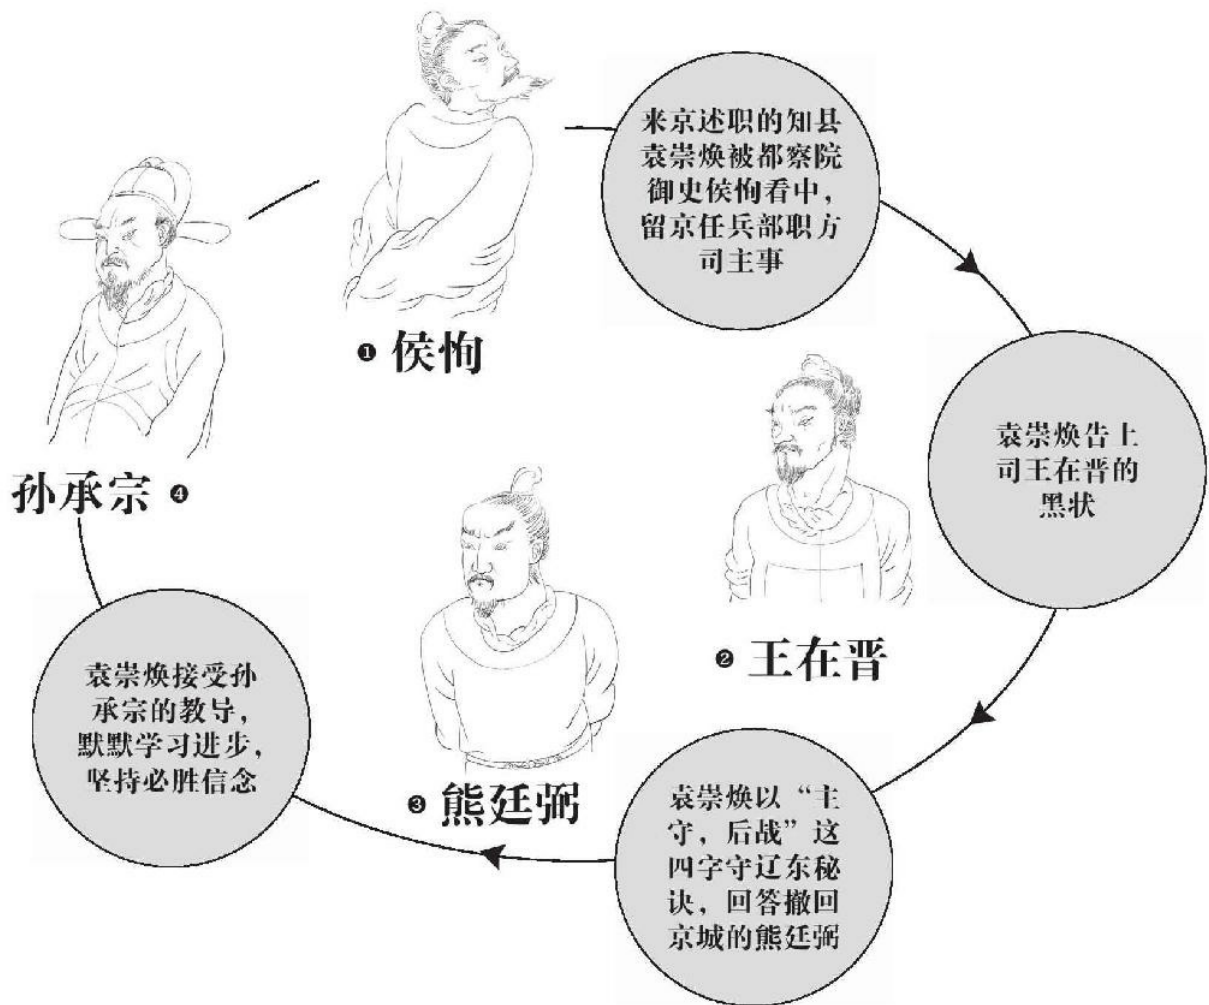 来京述职的知县
袁崇焕被都察院
御史侯恂看中，
留京任兵部职方
司主事
❶ 侯恂
袁崇焕告上
司王在晋的
黑状
❷ 王在晋
袁崇焕以“主
守，后战”这
四字守辽东秘
诀，回答撤回
京城的熊廷弼
❸ 熊廷弼
袁崇焕接受孙
承宗的教导，
默默学习进步，
坚持必胜信念
孙承宗 ❹